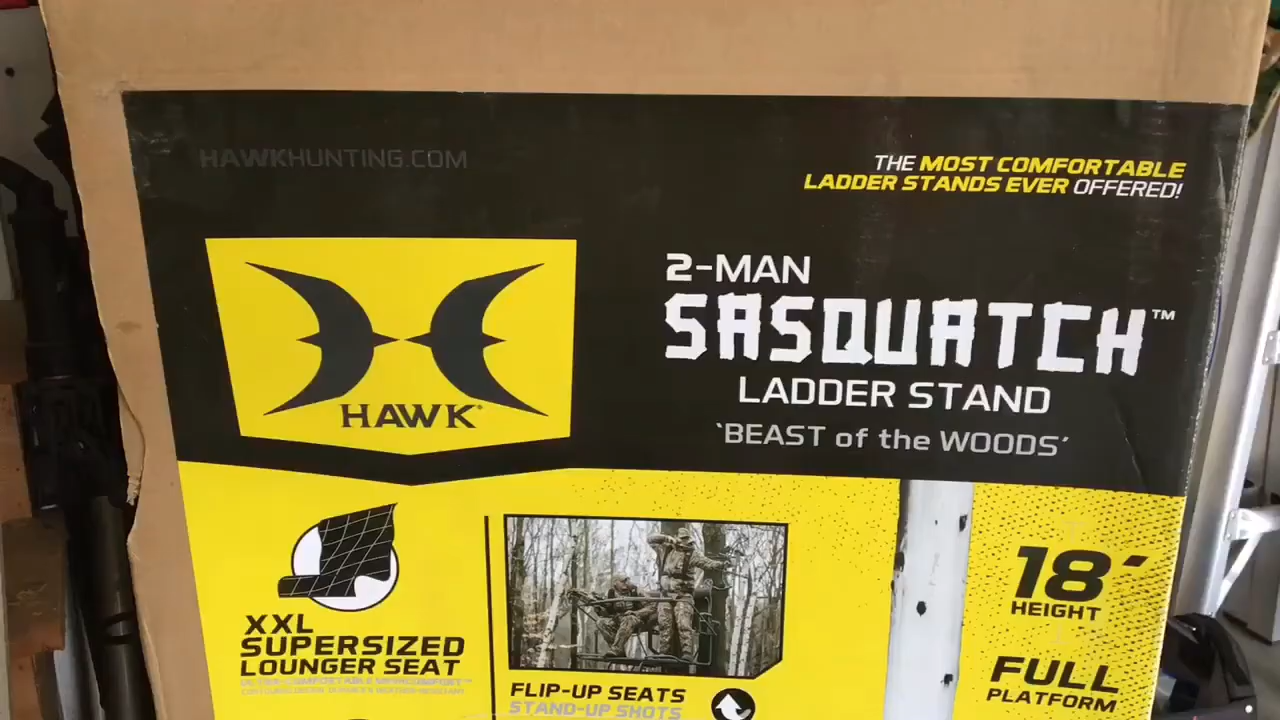 HAWKHUNTING.COM
THE MOST COMFORTABLE
LADDER STANDS EVER OFFERED!
HAWK®
2-MAN
SASQUATCH™
LADDER STAND
'BEAST of the WOODS'
XXL
SUPERSIZED
LOUNGER SEAT
FLIP-UP SEATS
STAND-UP SHOTS
18'
HEIGHT
FULL
PLATFORM